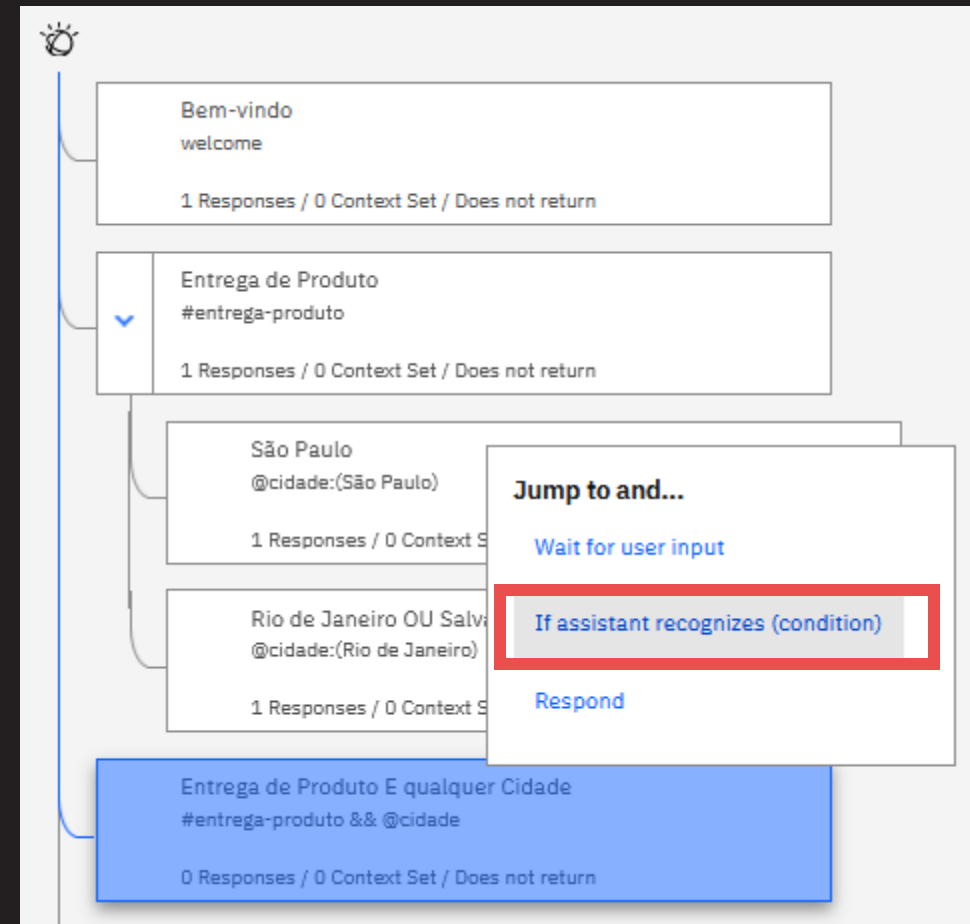 Bem-vindo
welcome
1 Responses / 0 Context Set / Does not return
Entrega de Produto
#entrega-produto
1 Responses / 0 Context Set / Does not return
São Paulo
@cidade:(São Paulo)
1 Responses / 0 Context
Jump to and...
Wait for user input
If assistant recognizes (condition)
Respond
Rio de Janeiro OU
@cidade:(Rio de Janeiro)
1 Responses / 0 Context
Entrega de Produto E qualquer Cidade
#entrega-produto && @cidade
0 Responses / 0 Context Set / Does not return